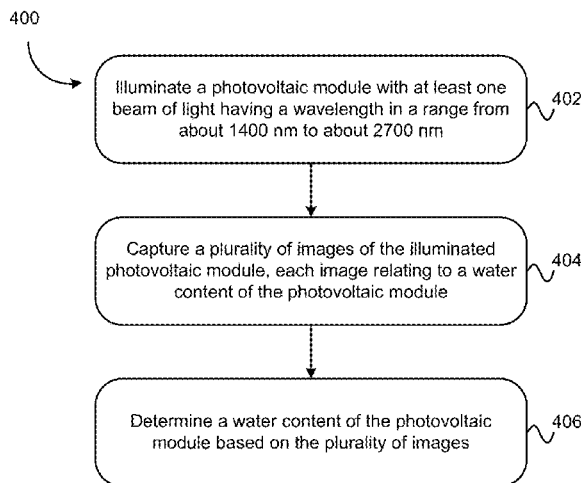 400
Illuminate a photovoltaic module with at least one
beam of light having a wavelength in a range from
about 1400 nm to about 2700 nm
402
Capture a plurality of images of the illuminated
photovoltaic module, each image relating to a water
content of the photovoltaic module
404
Determine a water content of the photovoltaic
module based on the plurality of images
406